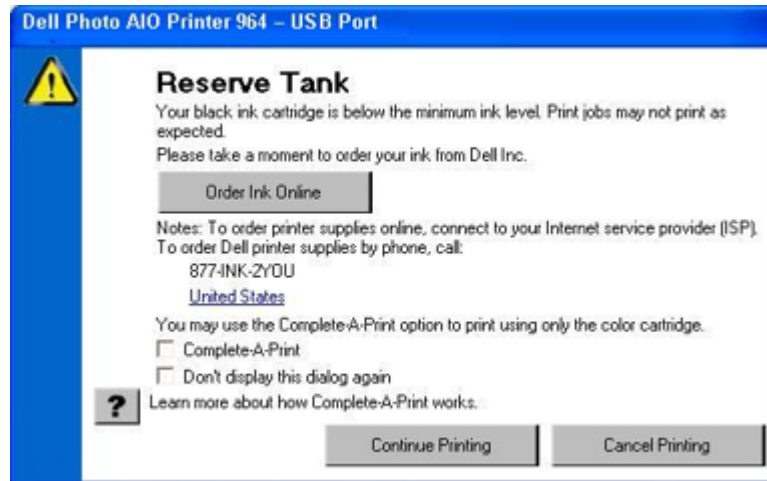 Dell Photo AIO Printer 964 – USB Port
Reserve Tank
Your black ink cartridge is below the minimum ink level. Print jobs may not print as
expected.
Please take a moment to order your ink from Dell Inc.
Order Ink Online
Notes: To order printer supplies online, connect to your Internet service provider (ISP).
To order Dell printer supplies by phone, call:
877-INK-2YOU
United States
You may use the Complete-A-Print option to print using only the color cartridge.
Complete-A-Print
Don't display this dialog again
? Learn more about how Complete-A-Print works.
Continue Printing Cancel Printing